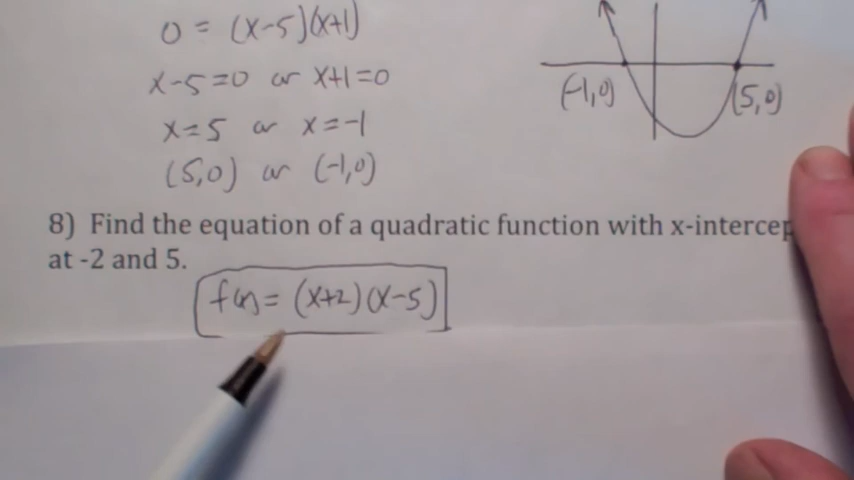 0 = (x-5)(x+1)
x-5=0 or x+1=0
x=5 or x=-1
(5,0) or (-1,0)
(-1,0)
(5,0)
8) Find the equation of a quadratic function with x-intercep
at -2 and 5.
f(x)= (x+2)(x-5)